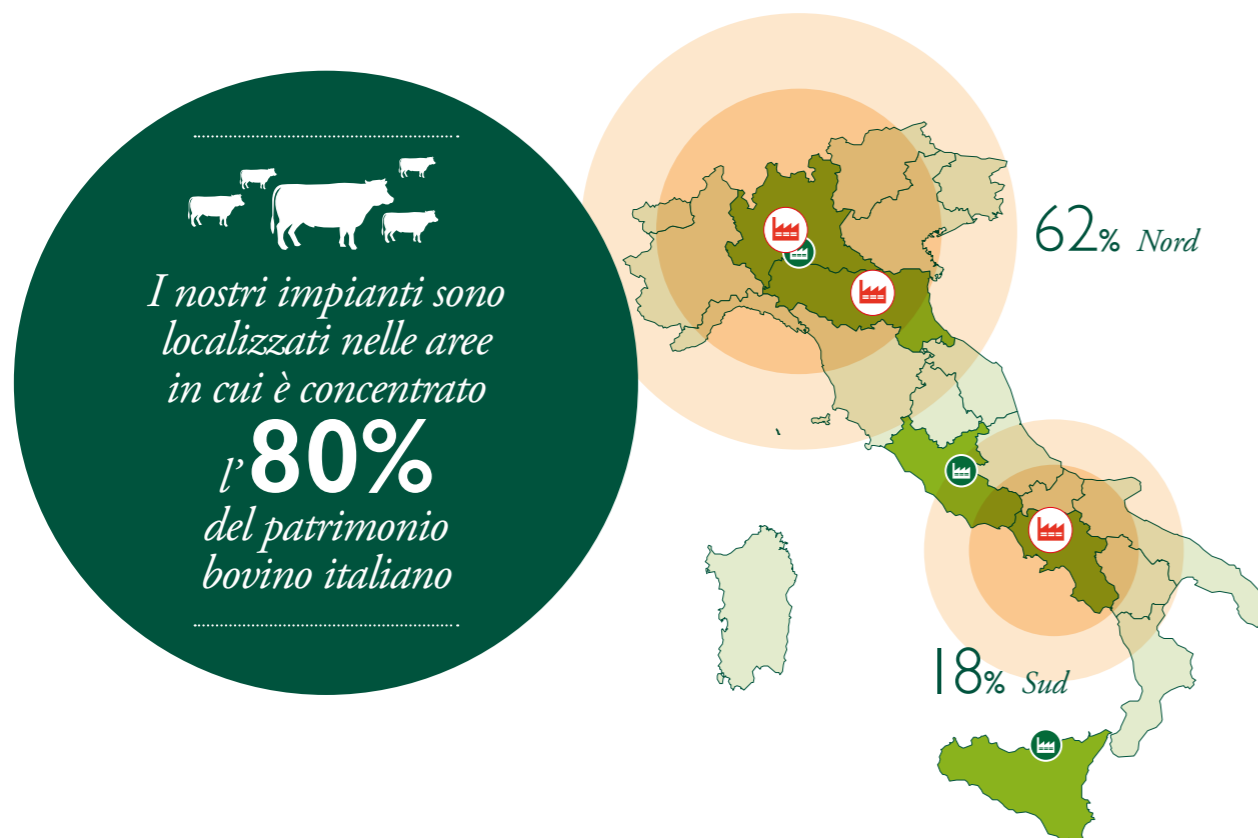 I nostri impianti sono
localizzati nelle aree
in cui è concentrato
l’80%
del patrimonio
bovino italiano
62% Nord
18% Sud